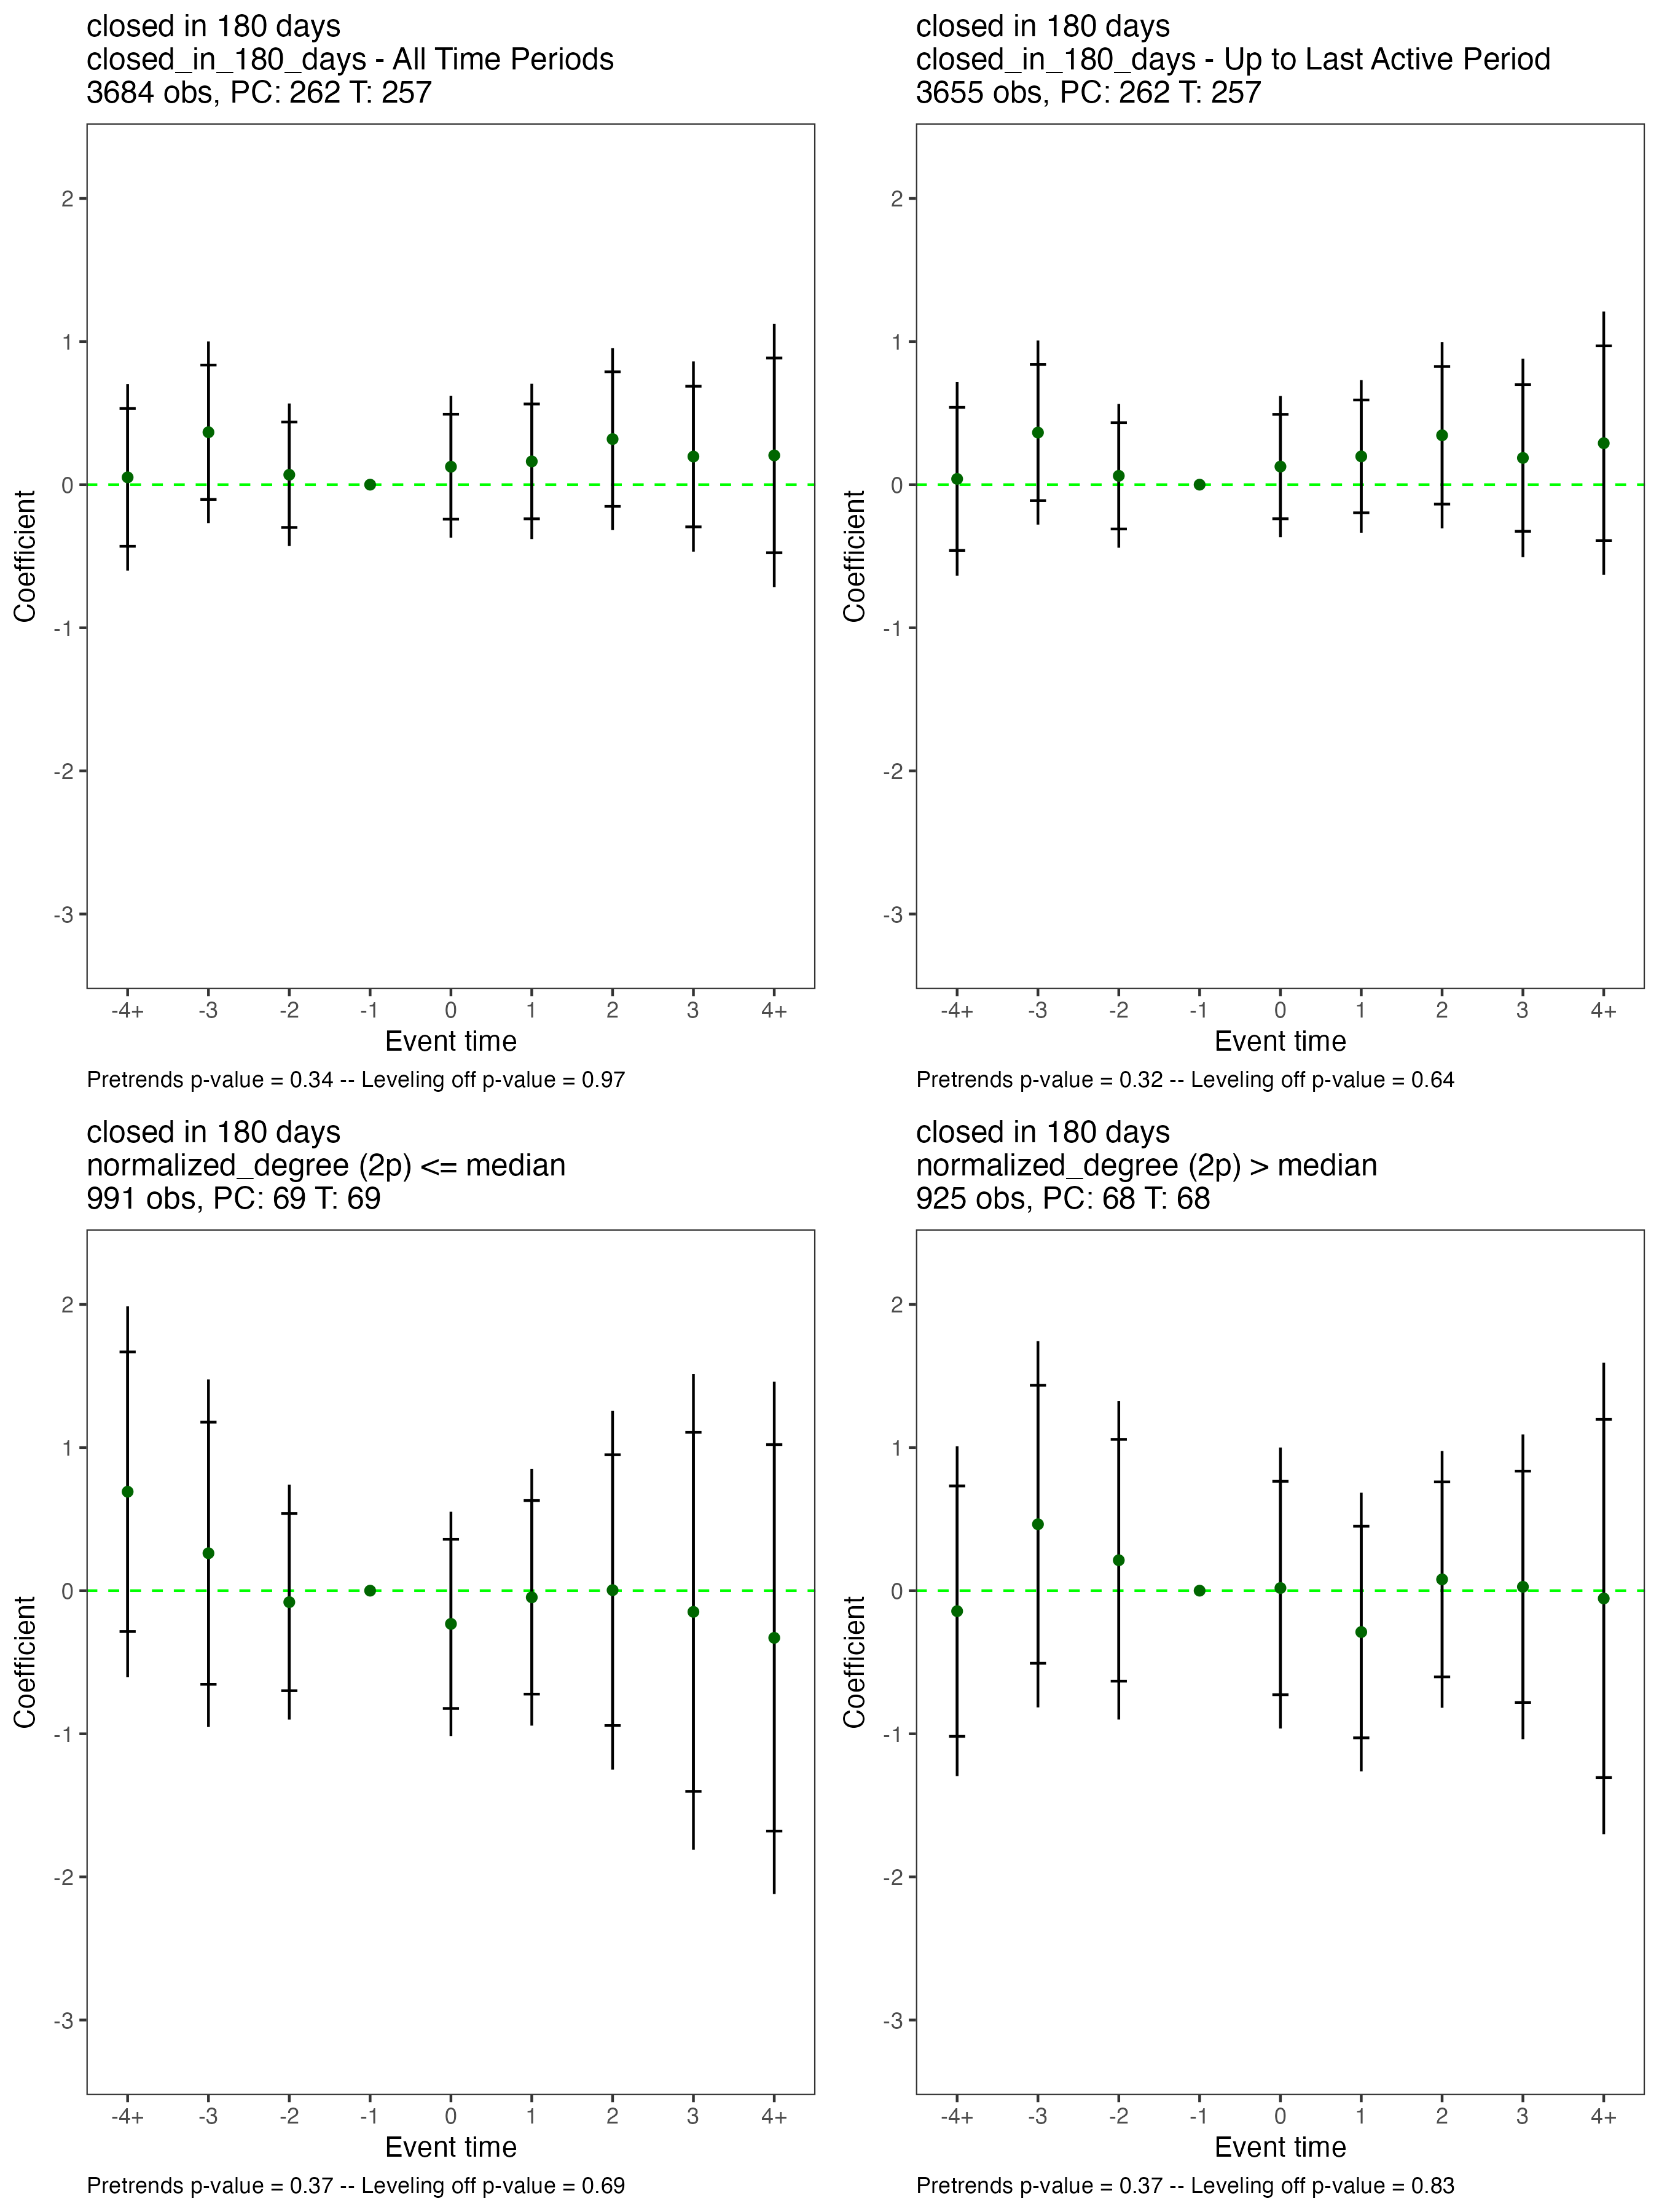 closed in 180 days
closed_in_180_days - All Time Periods
3684 obs, PC: 262 T: 257
2
1
0
-1
-2
-3
Coefficient
-4+ -3 -2 -1 0 1 2 3 4+
Event time
Pretrends p-value = 0.34 -- Leveling off p-value = 0.97
closed in 180 days
closed_in_180_days - Up to Last Active Period
3655 obs, PC: 262 T: 257
2
1
0
-1
-2
-3
Coefficient
-4+ -3 -2 -1 0 1 2 3 4+
Event time
Pretrends p-value = 0.32 -- Leveling off p-value = 0.64
closed in 180 days
normalized_degree (2p) <= median
991 obs, PC: 69 T: 69
2
1
0
-1
-2
-3
Coefficient
-4+ -3 -2 -1 0 1 2 3 4+
Event time
Pretrends p-value = 0.37 -- Leveling off p-value = 0.69
closed in 180 days
normalized_degree (2p) > median
925 obs, PC: 68 T: 68
2
1
0
-1
-2
-3
Coefficient
-4+ -3 -2 -1 0 1 2 3 4+
Event time
Pretrends p-value = 0.37 -- Leveling off p-value = 0.83